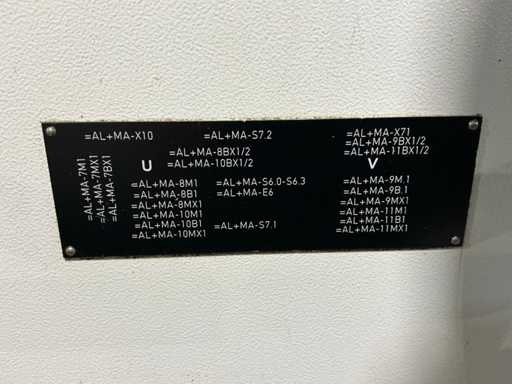 =AL+MA-X10
=AL+MA-S7.2
=AL+MA-X71
=AL+MA-9BX1/2
=AL+MA-11BX1/2
=AL+MA-8BX1/2
=AL+MA-10BX1/2
U
V
=AL+MA-7M1
=AL+MA-7MX1
=AL+MA-7BX1
=AL+MA-8M1
=AL+MA-8B1
=AL+MA-8MX1
=AL+MA-10M1
=AL+MA-10B1
=AL+MA-10MX1
=AL+MA-S6.0-S6.3
=AL+MA-E6
=AL+MA-S7.1
=AL+MA-9M.1
=AL+MA-9B.1
=AL+MA-9MX1
=AL+MA-11M1
=AL+MA-11B1
=AL+MA-11MX1